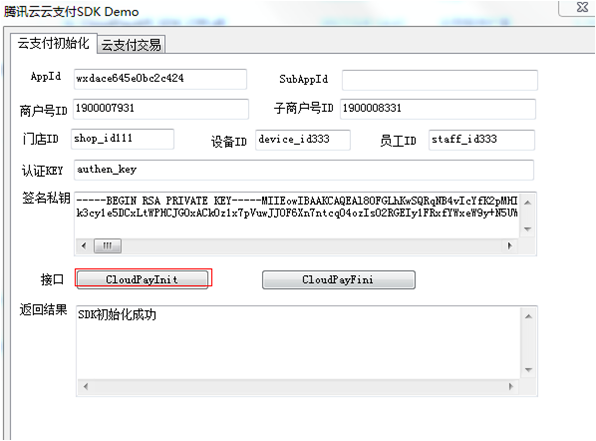 腾讯云云支付SDK Demo
云支付初始化 云支付交易
AppId wxdace645e0bc2c424 SubAppId
商户号ID 1900007931 子商户号ID 1900008331
门店ID shop_id111 设备ID device_id333 员工ID staff_id333
认证KEY authen_key
签名私钥 -----BEGIN RSA PRIVATE KEY-----MIIEowIBAAKCAQEAl8OFGLhKwSQRqNB4vIcYfK2pMHI
k3cy1e5DCxLtWPHCJGOxACkOz1x7pVuwJJOF6Xn7ntcqO4ozIsO2RGEIy1FRxfYWxeW9y+N5UW
接口 CloudPayInit CloudPayFini
返回结果 SDK初始化成功